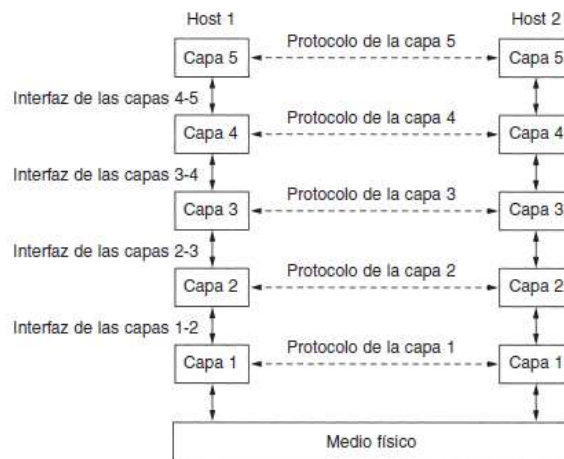 Host 1
Host 2
Capa 5
Protocolo de la capa 5
Capa 5
Interfaz de las capas 4-5
Capa 4
Protocolo de la capa 4
Capa 4
Interfaz de las capas 3-4
Capa 3
Protocolo de la capa 3
Capa 3
Interfaz de las capas 2-3
Capa 2
Protocolo de la capa 2
Capa 2
Interfaz de las capas 1-2
Capa 1
Protocolo de la capa 1
Capa 1
Medio físico